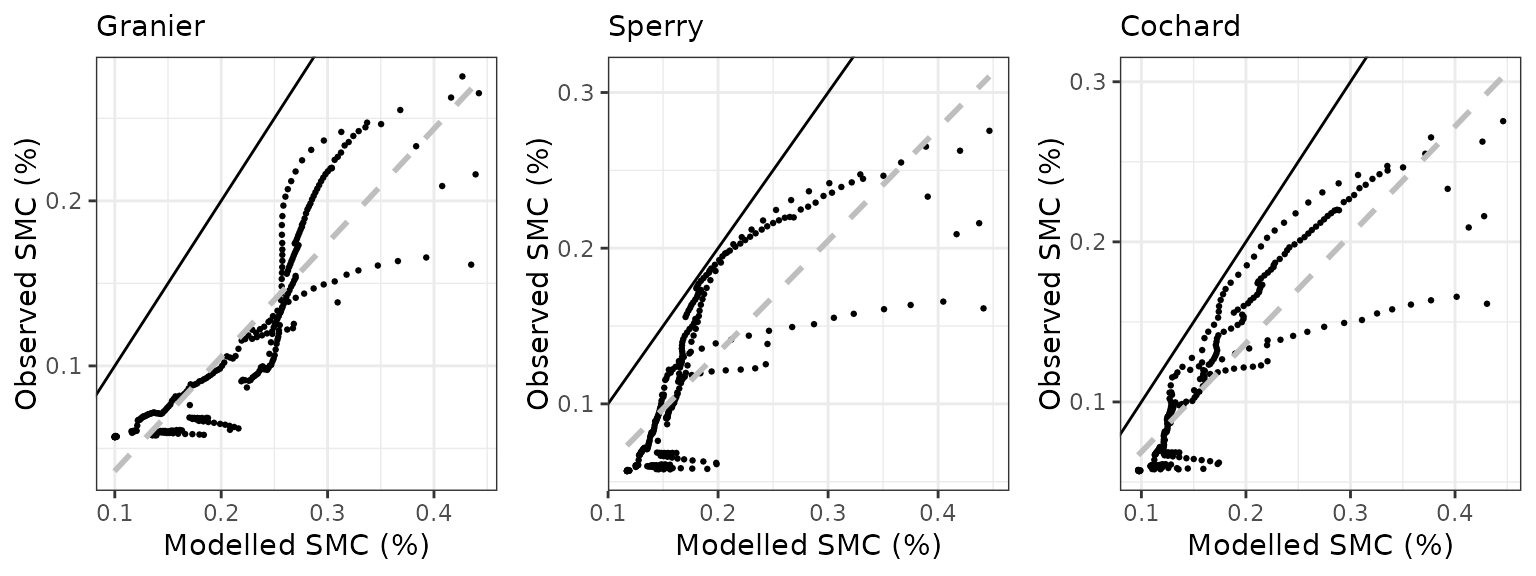 Granier
Observed SMC (%)
0.2
0.1
0.1 0.2 0.3 0.4
Modelled SMC (%)
Sperry
Observed SMC (%)
0.3
0.2
0.1
0.1 0.2 0.3 0.4
Modelled SMC (%)
Cochard
Observed SMC (%)
0.3
0.2
0.1
0.1 0.2 0.3 0.4
Modelled SMC (%)